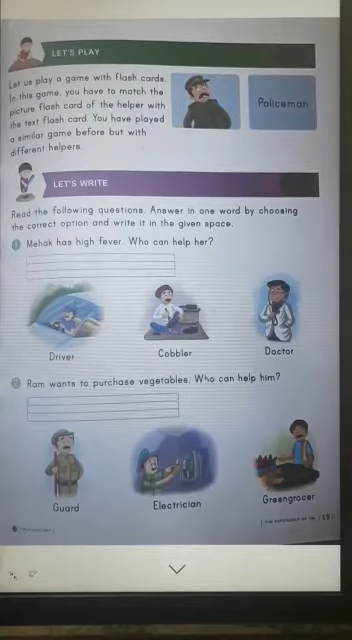 LET'S PLAY
Let us play a game with flash cards.
In this game, you have to match the
picture flash card of the helper with
the text flash card. You have played
a similar game before but with
different helpers.
Policeman
LET'S WRITE
Read the following questions. Answer in one word by choosing
the correct option and write it in the given space.
1 Mehak has high fever. Who can help her?
Driver
Cobbler
Doctor
2 Ram wants to purchase vegetables. Who can help him?
Guard
Electrician
Greengrocer
THE EXPERIENCE OF
59